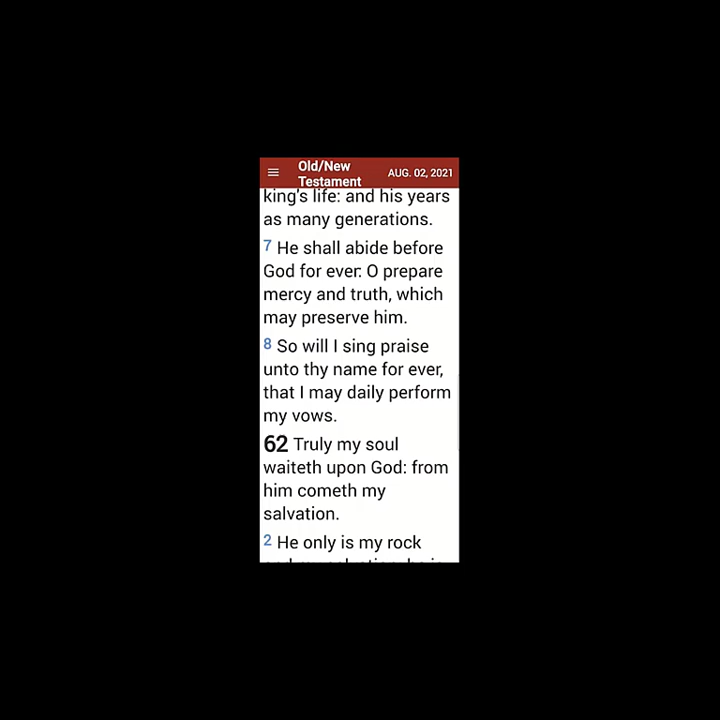 Old/New
Testament
AUG. 02, 2021
king's life: and his years
as many generations.
7 He shall abide before
God for ever: O prepare
mercy and truth, which
may preserve him.
8 So will I sing praise
unto thy name for ever,
that I may daily perform
my vows.
62 Truly my soul
waiteth upon God: from
him cometh my
salvation.
2 He only is my rock